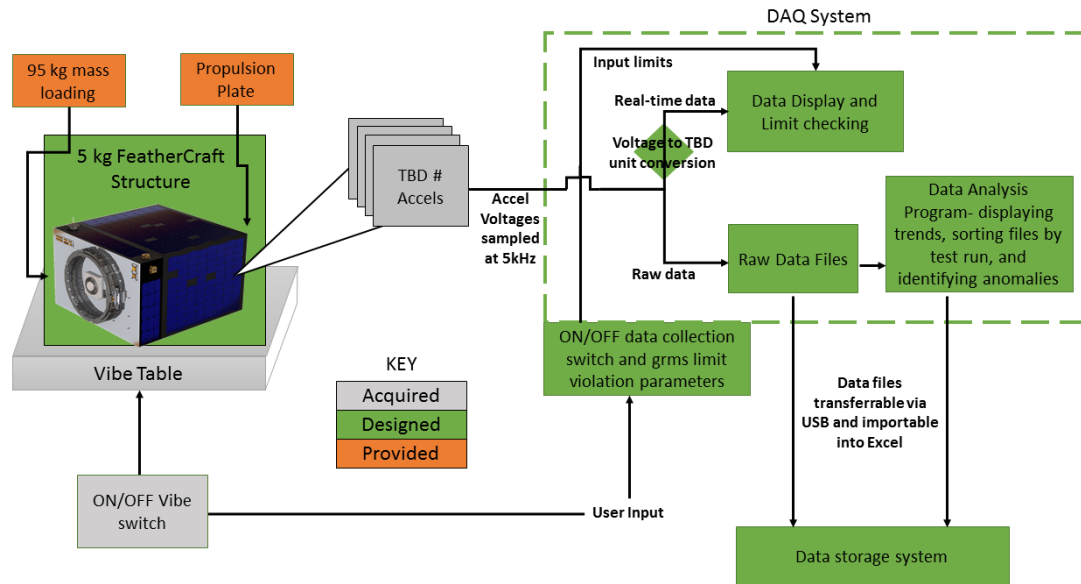 DAQ System
95 kg mass
loading
Propulsion
Plate
5 kg FeatherCraft
Structure
TBD #
Accels
Accel
Voltages
sampled
at 5kHz
Input limits
Real-time data
Voltage to TBD
unit conversion
Raw data
Data Display and
Limit checking
Raw Data Files
Data Analysis
Program- displaying
trends, sorting files by
test run, and
identifying anomalies
Vibe Table
KEY
Acquired
Designed
Provided
ON/OFF data collection
switch and grms limit
violation parameters
Data files
transferrable via
USB and importable
into Excel
ON/OFF Vibe
switch
User Input
Data storage system